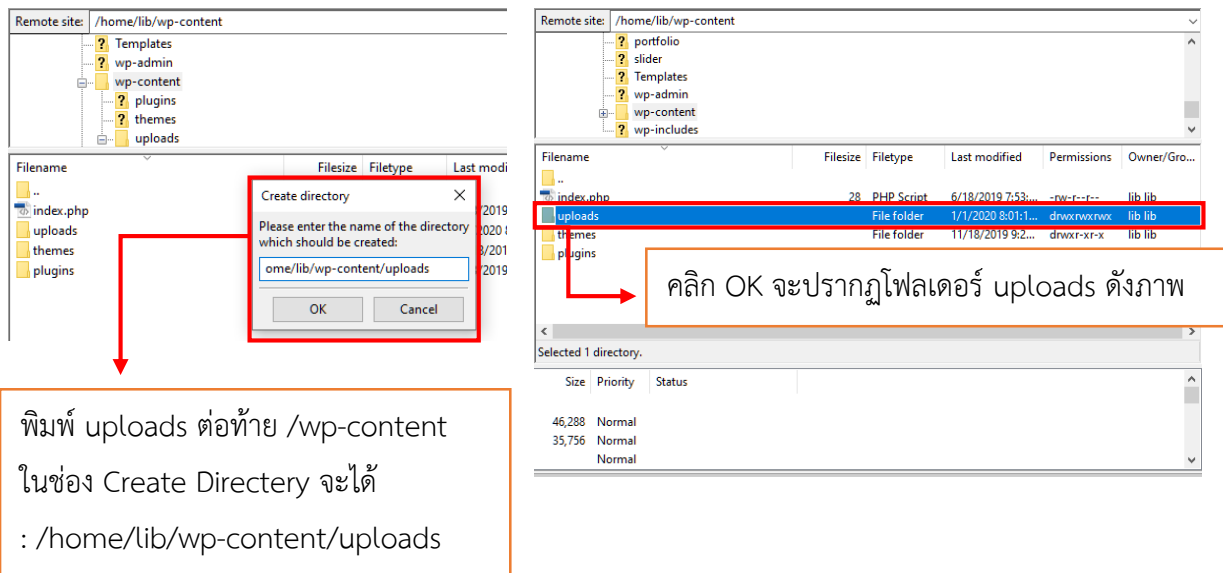 Remote site: /home/lib/wp-content
Templates
wp-admin
wp-content
plugins
themes
uploads
Filename Filesize Filetype Last modi
..
index.php
uploads
themes
plugins
Create directory
Please enter the name of the directory
which should be created:
ome/lib/wp-content/uploads
OK Cancel
พิมพ์ uploads ต่อท้าย /wp-content
ในช่อง Create Directery จะได้
: /home/lib/wp-content/uploads
Remote site: /home/lib/wp-content
portfolio
slider
Templates
wp-admin
wp-content
wp-includes
Filename Filesize Filetype Last modified Permissions Owner/Gro...
..
index.php 28 PHP Script 6/18/2019 7:53:... -rw-r--r-- lib lib
uploads File folder 1/1/2020 8:01:1... drwxrwxrwx lib lib
themes File folder 11/18/2019 9:2... drwxr-xr-x lib lib
plugins
คลิก OK จะปรากฏโฟลเดอร์ uploads ดังภาพ
Selected 1 directory.
Size Priority Status
46,288 Normal
35,756 Normal
Normal